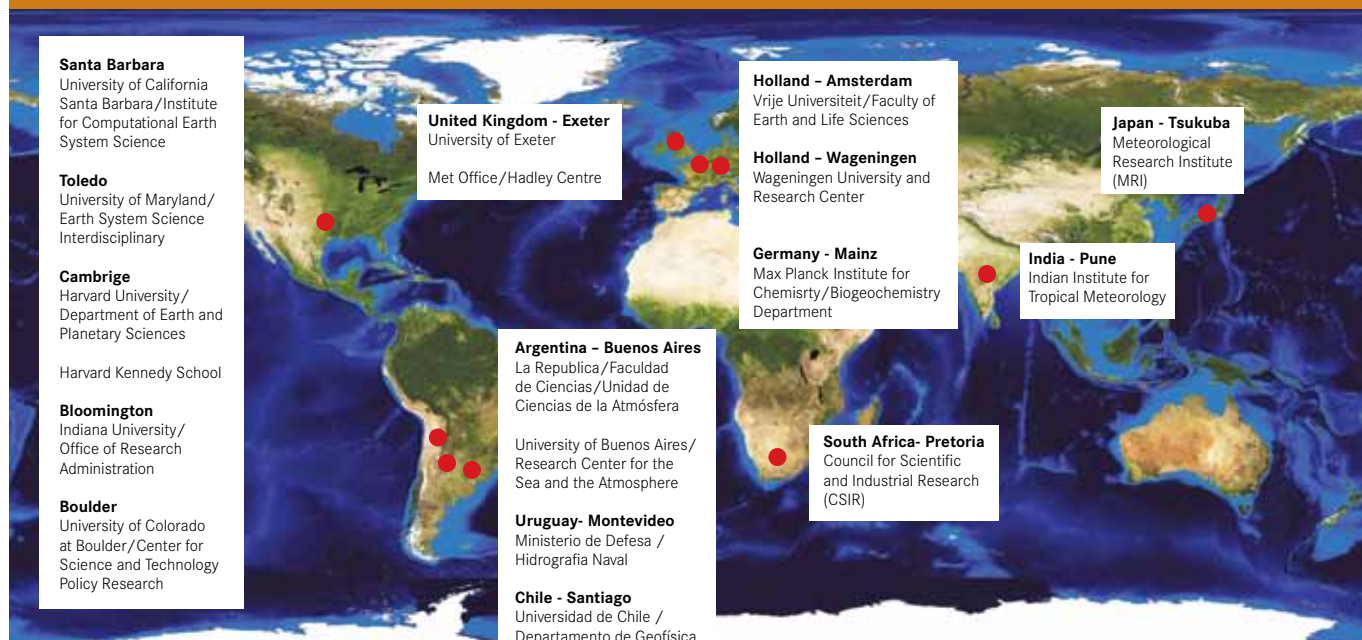 Santa Barbara
University of California
Santa Barbara/Institute
for Computational Earth
System Science
Toledo
University of Maryland/
Earth System Science
Interdisciplinary
Cambrige
Harvard University/
Department of Earth and
Planetary Sciences
Harvard Kennedy School
Bloomington
Indiana University/
Office of Research
Administration
Boulder
University of Colorado
at Boulder/Center for
Science and Technology
Policy Research
United Kingdom - Exeter
University of Exeter
Met Office/Hadley Centre
Argentina – Buenos Aires
La Republica/Faculdad
de Ciencias/Unidad de
Ciencias de la Atmósfera
University of Buenos Aires/
Research Center for the
Sea and the Atmosphere
Uruguay- Montevideo
Ministerio de Defesa /
Hidrografia Naval
Chile - Santiago
Universidad de Chile /
Departamento de Geofísica
Holland – Amsterdam
Vrije Universiteit/Faculty of
Earth and Life Sciences
Holland – Wageningen
Wageningen University and
Research Center
Germany - Mainz
Max Planck Institute for
Chemisrty/Biogeochemistry
Department
South Africa- Pretoria
Council for Scientific
and Industrial Research
(CSIR)
India - Pune
Indian Institute for
Tropical Meteorology
Japan - Tsukuba
Meteorological
Research Institute
(MRI)